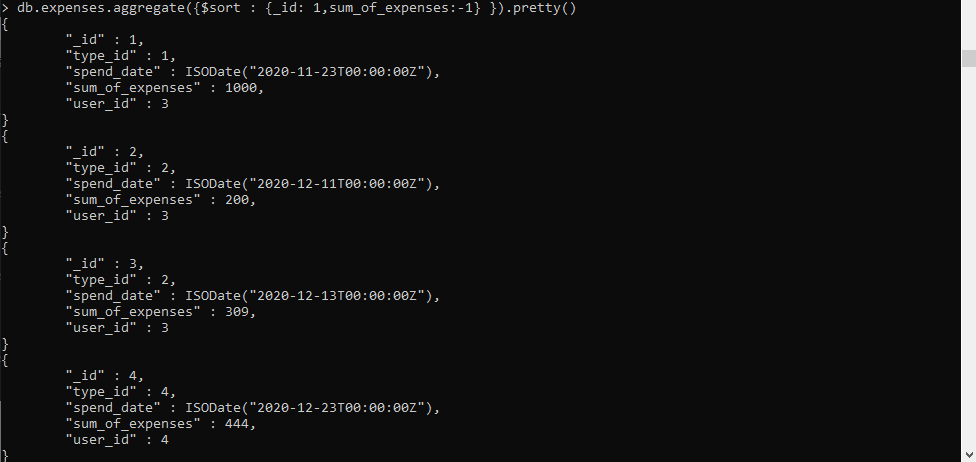 > db.expenses.aggregate({$sort : {_id: 1,sum_of_expenses:-1} }).pretty()
{
        "_id" : 1,
        "type_id" : 1,
        "spend_date" : ISODate("2020-11-23T00:00:00Z"),
        "sum_of_expenses" : 1000,
        "user_id" : 3
}
{
        "_id" : 2,
        "type_id" : 2,
        "spend_date" : ISODate("2020-12-11T00:00:00Z"),
        "sum_of_expenses" : 200,
        "user_id" : 3
}
{
        "_id" : 3,
        "type_id" : 2,
        "spend_date" : ISODate("2020-12-13T00:00:00Z"),
        "sum_of_expenses" : 309,
        "user_id" : 3
}
{
        "_id" : 4,
        "type_id" : 4,
        "spend_date" : ISODate("2020-12-23T00:00:00Z"),
        "sum_of_expenses" : 444,
        "user_id" : 4
}